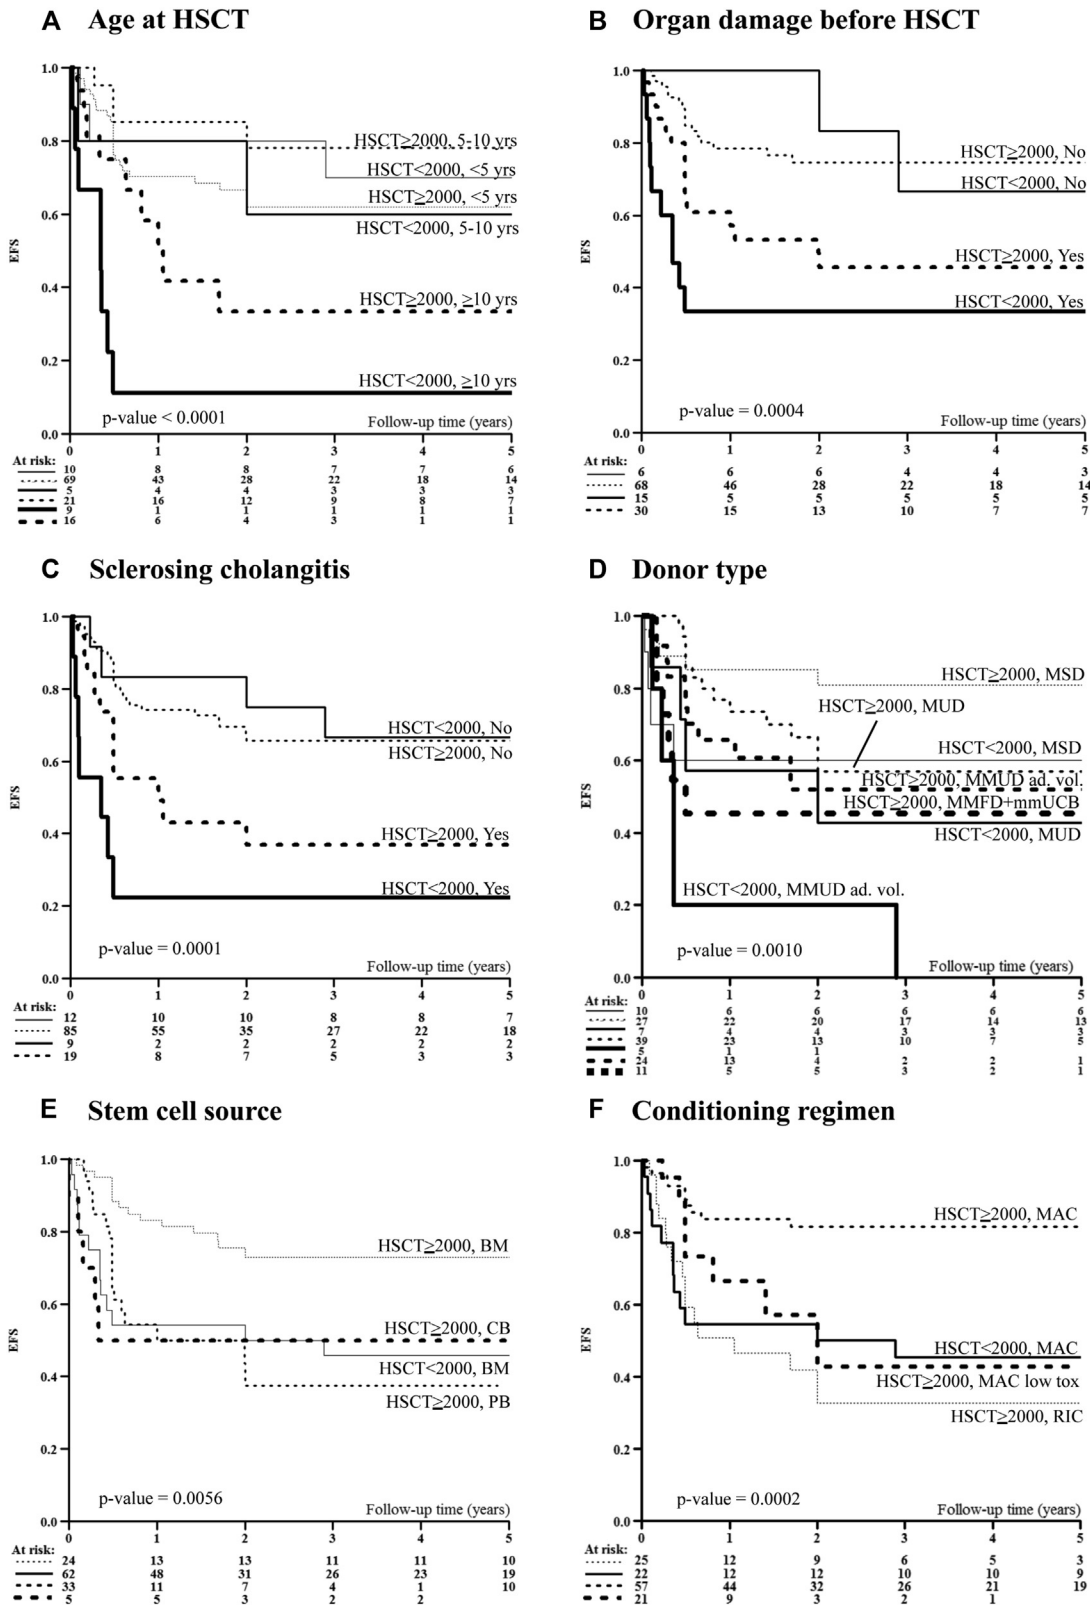 A Age at HSCT
1.0
0.8
0.6
0.4
0.2
0.0
EFS
HSCT≥2000, 5-10 yrs
HSCT<2000, <5 yrs
HSCT≥2000, <5 yrs
HSCT<2000, 5-10 yrs
HSCT≥2000, ≥10 yrs
HSCT<2000, ≥10 yrs
p-value < 0.0001
Follow-up time (years)
0 1 2 3 4 5
At risk:
10 8 8 7 7 6
69 43 28 22 18 14
5 4 4 3 3 3
21 16 12 9 8 7
9 1 1 1 1 1
16 6 4 3 1 1
B Organ damage before HSCT
1.0
0.8
0.6
0.4
0.2
0.0
EFS
HSCT≥2000, No
HSCT<2000, No
HSCT≥2000, Yes
HSCT<2000, Yes
p-value = 0.0004
Follow-up time (years)
0 1 2 3 4 5
At risk:
6 6 6 4 4 3
68 46 28 22 18 14
15 5 5 5 5 5
30 15 13 10 7 7
C Sclerosing cholangitis
1.0
0.8
0.6
0.4
0.2
0.0
EFS
HSCT<2000, No
HSCT≥2000, No
HSCT≥2000, Yes
HSCT<2000, Yes
p-value = 0.0001
Follow-up time (years)
0 1 2 3 4 5
At risk:
12 10 10 8 8 7
85 55 35 27 22 18
9 2 2 2 2 2
19 8 7 5 3 3
D Donor type
1.0
0.8
0.6
0.4
0.2
0.0
EFS
HSCT≥2000, MSD
HSCT≥2000, MUD
HSCT<2000, MSD
HSCT≥2000, MMUD ad. vol.
HSCT≥2000, MMFD+mmUCB
HSCT<2000, MUD
HSCT<2000, MMUD ad. vol.
p-value = 0.0010
Follow-up time (years)
0 1 2 3 4 5
At risk:
10 6 6 6 6 6
27 22 20 17 14 13
7 4 4 3 3 3
39 23 13 10 7 5
5 1 1
24 13 4 2 2 1
11 5 5 3 2 1
E Stem cell source
1.0
0.8
0.6
0.4
0.2
0.0
EFS
HSCT≥2000, BM
HSCT≥2000, CB
HSCT<2000, BM
HSCT≥2000, PB
p-value = 0.0056
Follow-up time (years)
0 1 2 3 4 5
At risk:
24 13 13 11 11 10
62 48 31 26 23 19
33 11 7 4 1 10
5 5 3 2 2
F Conditioning regimen
1.0
0.8
0.6
0.4
0.2
0.0
EFS
HSCT≥2000, MAC
HSCT<2000, MAC
HSCT≥2000, MAC low tox
HSCT≥2000, RIC
p-value = 0.0002
Follow-up time (years)
0 1 2 3 4 5
At risk:
25 12 9 6 5 3
22 12 12 10 10 9
57 44 32 26 21 19
21 9 3 2 1